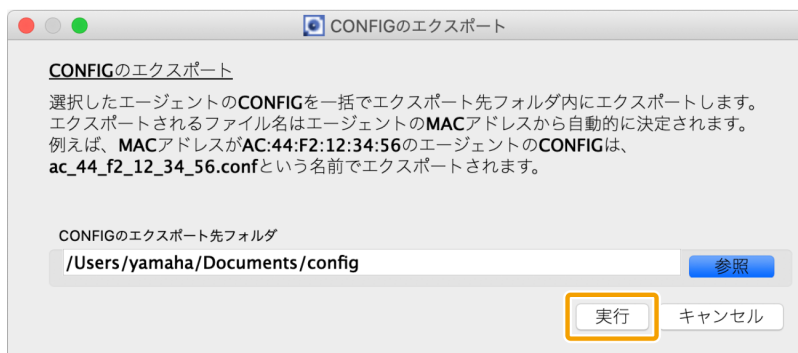 CONFIGのエクスポート
CONFIGのエクスポート
選択したエージェントのCONFIGを一括でエクスポート先フォルダ内にエクスポートします。
エクスポートされるファイル名はエージェントのMACアドレスから自動的に決定されます。
例えば、MACアドレスがAC:44:F2:12:34:56のエージェントのCONFIGは、
ac_44_f2_12_34_56.confという名前でエクスポートされます。
CONFIGのエクスポート先フォルダ
/Users/yamaha/Documents/config
参照
実行 キャンセル